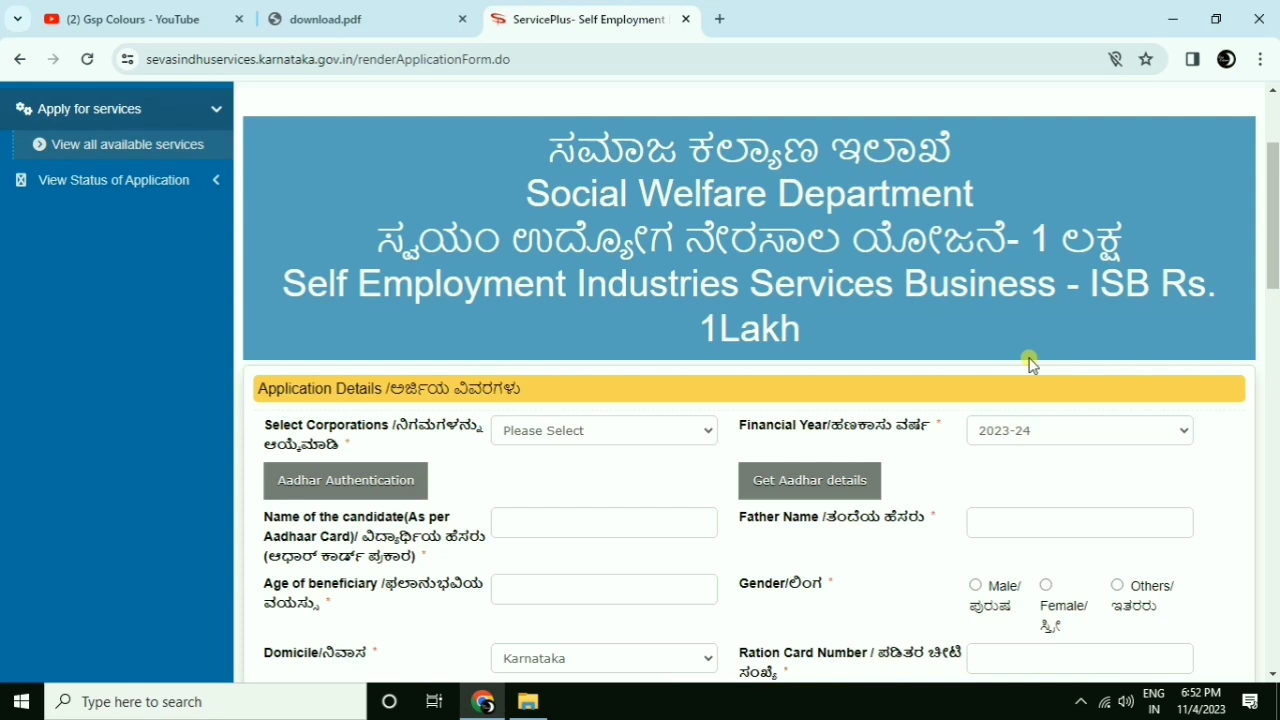 (2) Gsp Colours - YouTube
download.pdf
ServicePlus- Self Employment
sevasindhuservices.karnataka.gov.in/renderApplicationForm.do
Apply for services
View all available services
View Status of Application
ಸಮಾಜ ಕಲ್ಯಾಣ ಇಲಾಖೆ
Social Welfare Department
ಸ್ವಯಂ ಉದ್ಯೋಗ ನೇರಸಾಲ ಯೋಜನೆ- 1 ಲಕ್ಷ
Self Employment Industries Services Business - ISB Rs.
1Lakh
Application Details /ಅರ್ಜಿಯ ವಿವರಗಳು
Select Corporations /ನಿಗಮಗಳನ್ನು
ಆಯ್ಕೆಮಾಡಿ *
Please Select
Financial Year/ಹಣಕಾಸು ವರ್ಷ *
2023-24
Aadhar Authentication
Get Aadhar details
Name of the candidate(As per
Aadhaar Card)/ ವಿದ್ಯಾರ್ಥಿಯ ಹೆಸರು
(ಆಧಾರ್ ಕಾರ್ಡ್ ಪ್ರಕಾರ) *
Father Name /ತಂದೆಯ ಹೆಸರು *
Age of beneficiary /ಫಲಾನುಭವಿಯ
ವಯಸ್ಸು *
Gender/ಲಿಂಗ *
Male/
ಪುರುಷ
Female/
ಸ್ತ್ರೀ
Others/
ಇತರರು
Domicile/ನಿವಾಸ *
Karnataka
Ration Card Number / ಪಡಿತರ ಚೀಟಿ
ಸಂಖ್ಯೆ *
Type here to search
ENG
IN
6:52 PM
11/4/2023